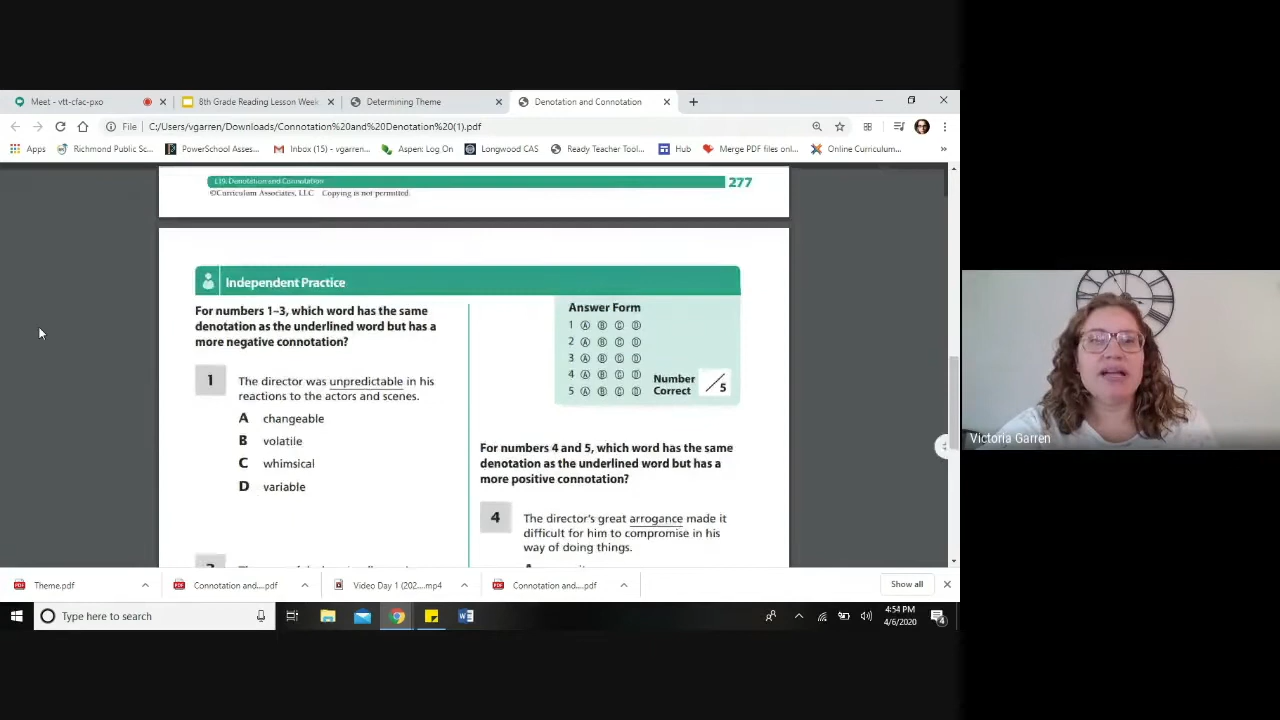 Meet - vtt-cfac-pxo
8th Grade Reading Lesson Week
Determining Theme
Denotation and Connotation
File C:/Users/vgarren/Downloads/Connotation%20and%20Denotation%20(1).pdf
Apps
Richmond Public Sc...
PowerSchool Asses...
Inbox (15) - vgarren...
Aspen: Log On
Longwood CAS
Ready Teacher Tool...
Hub
Merge PDF files onl...
Online Curriculum...
»
L19: Denotation and Connotation
277
©Curriculum Associates, LLC Copying is not permitted.
Independent Practice
For numbers 1–3, which word has the same
denotation as the underlined word but has a
more negative connotation?
1 The director was unpredictable in his
reactions to the actors and scenes.
A changeable
B volatile
C whimsical
D variable
Answer Form
1 A B C D
2 A B C D
3 A B C D
4 A B C D
5 A B C D
Number
Correct
/5
For numbers 4 and 5, which word has the same
denotation as the underlined word but has a
more positive connotation?
4 The director's great arrogance made it
difficult for him to compromise in his
way of doing things.
Victoria Garren
Theme.pdf
Connotation and....pdf
Video Day 1 (202....mp4
Connotation and....pdf
Show all
Type here to search
4:54 PM
4/6/2020
4